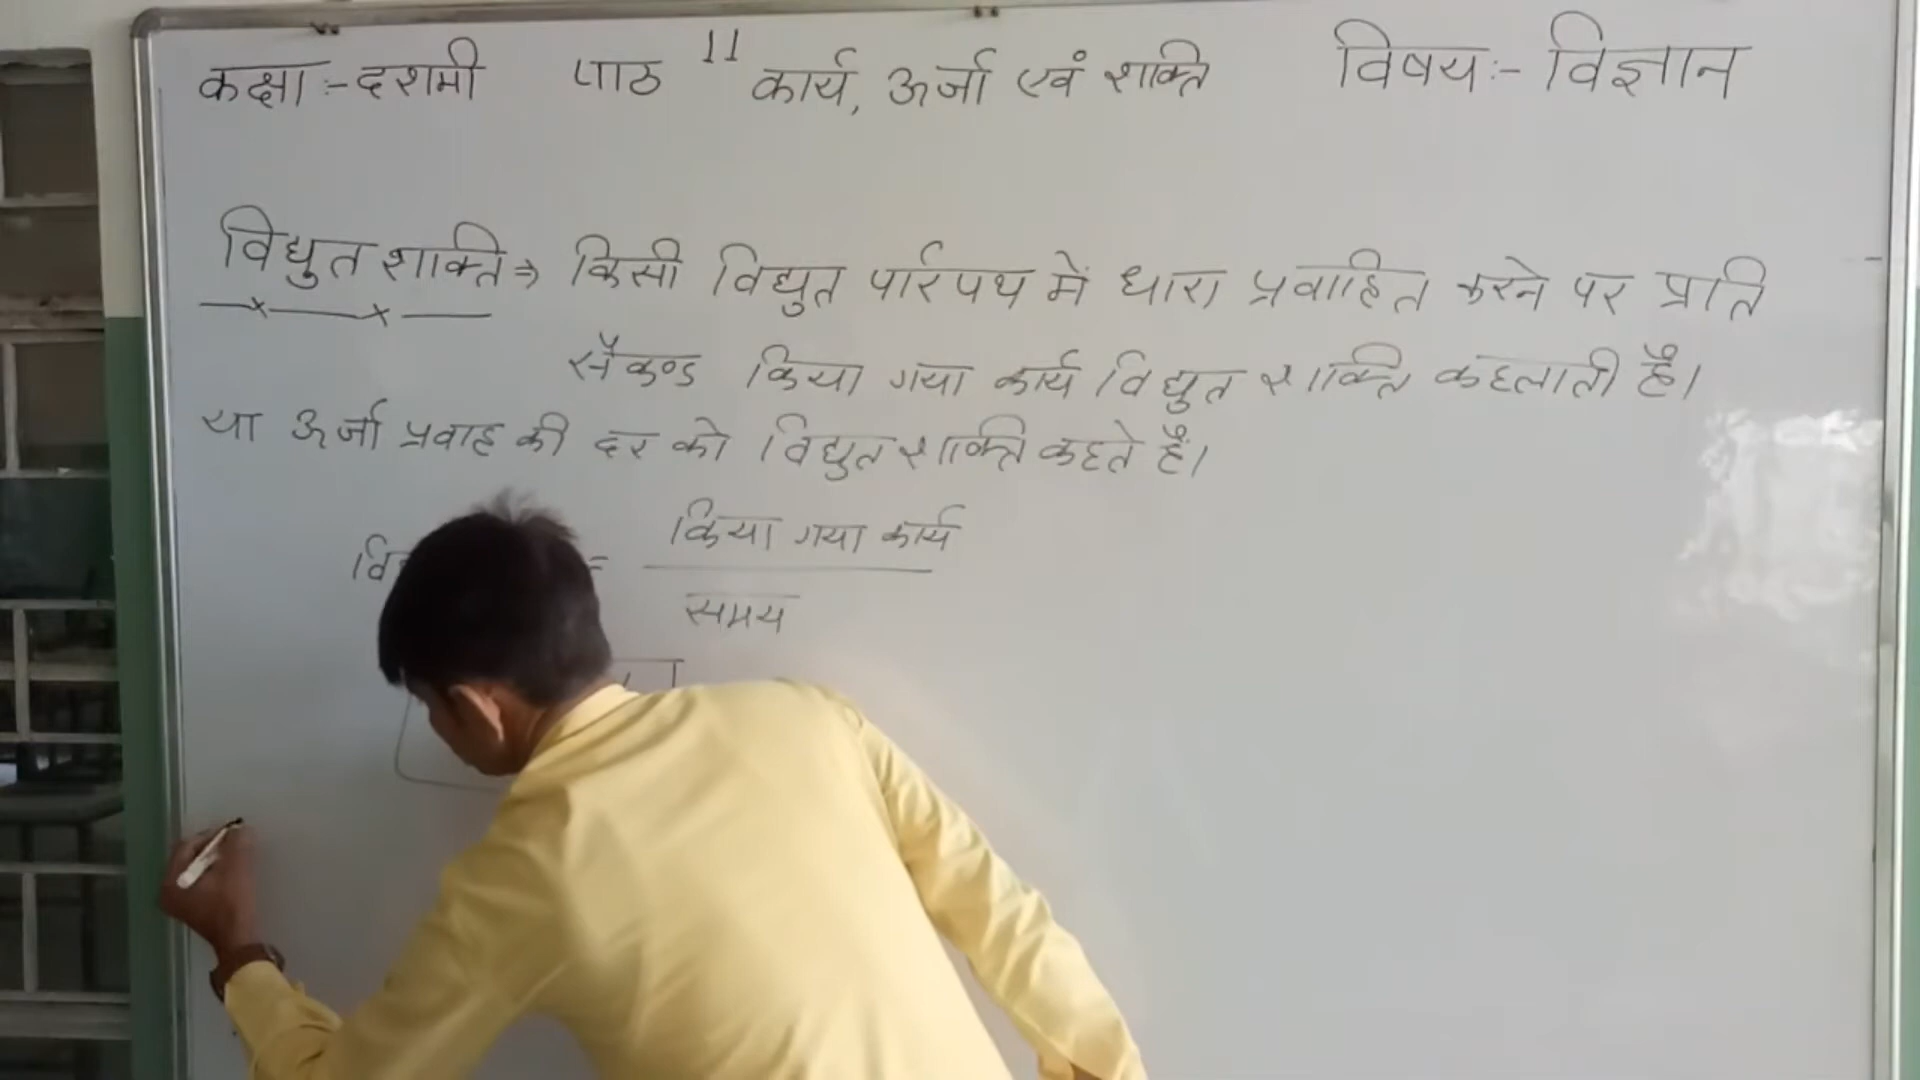 कक्षा :- दशमी पाठ 11 कार्य, ऊर्जा एवं शक्ति विषय :- विज्ञान
विद्युत शक्ति ⇒ किसी विद्युत परिपथ में धारा प्रवाहित करने पर प्रति
सैकण्ड किया गया कार्य विद्युत शक्ति कहलाती है।
या ऊर्जा प्रवाह की दर को विद्युत शक्ति कहते हैं।
= किया गया कार्य
समय